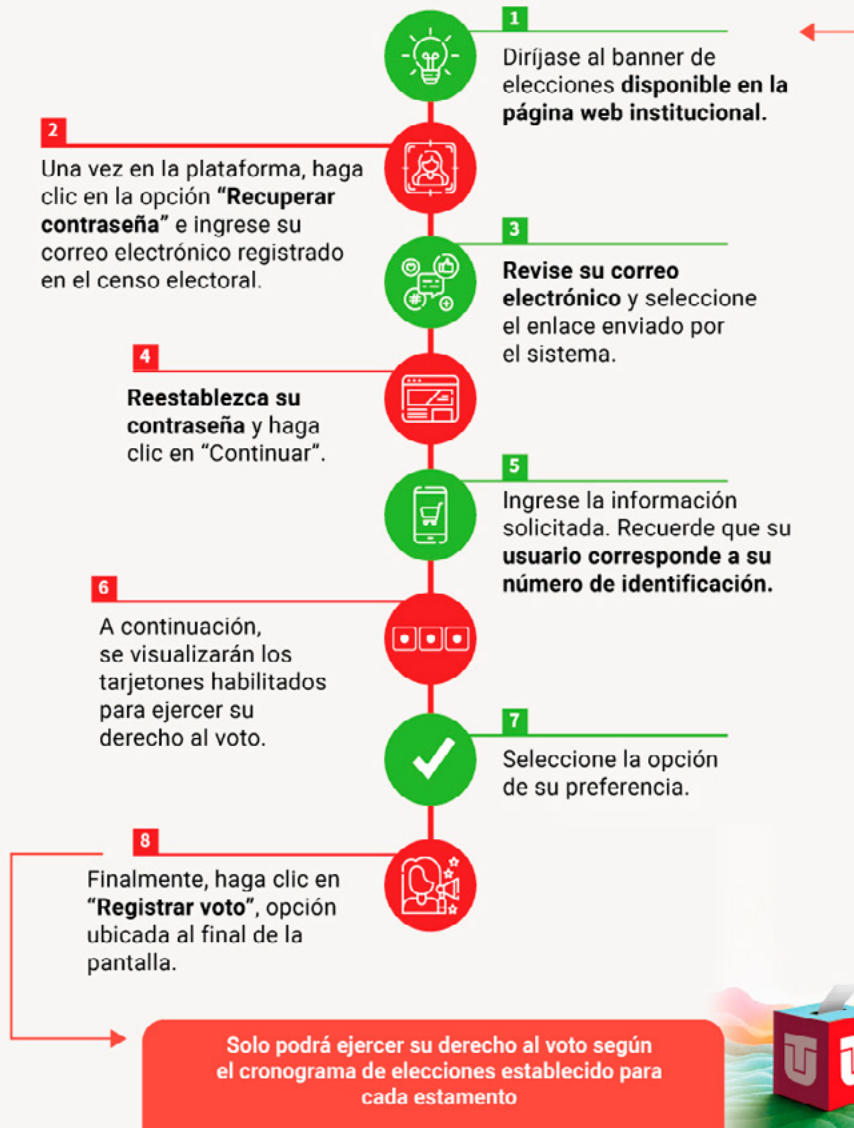 1
Diríjase al banner de
elecciones disponible en la
página web institucional.
2
Una vez en la plataforma, haga
clic en la opción “Recuperar
contraseña” e ingrese su
correo electrónico registrado
en el censo electoral.
3
Revise su correo
electrónico y seleccione
el enlace enviado por
el sistema.
4
Reestablezca su
contraseña y haga
clic en “Continuar”.
5
Ingrese la información
solicitada. Recuerde que su
usuario corresponde a su
número de identificación.
6
A continuación,
se visualizarán los
tarjetones habilitados
para ejercer su
derecho al voto.
7
Seleccione la opción
de su preferencia.
8
Finalmente, haga clic en
“Registrar voto”, opción
ubicada al final de la
pantalla.
Solo podrá ejercer su derecho al voto según
el cronograma de elecciones establecido para
cada estamento